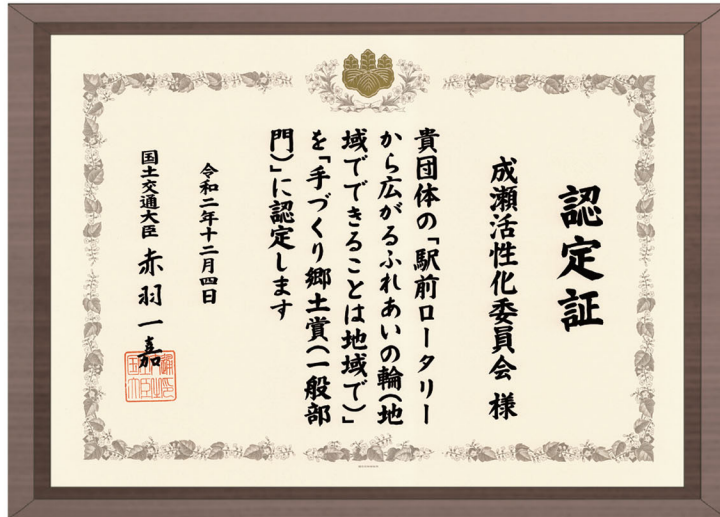 認定証
成瀬活性化委員会 様
貴団体の「駅前ロータリー
から広がるふれあいの輪(地
域でできることは地域で)」
を「手づくり郷土賞(一般部
門)」に認定します
令和二年十二月四日
国土交通大臣 赤羽一嘉